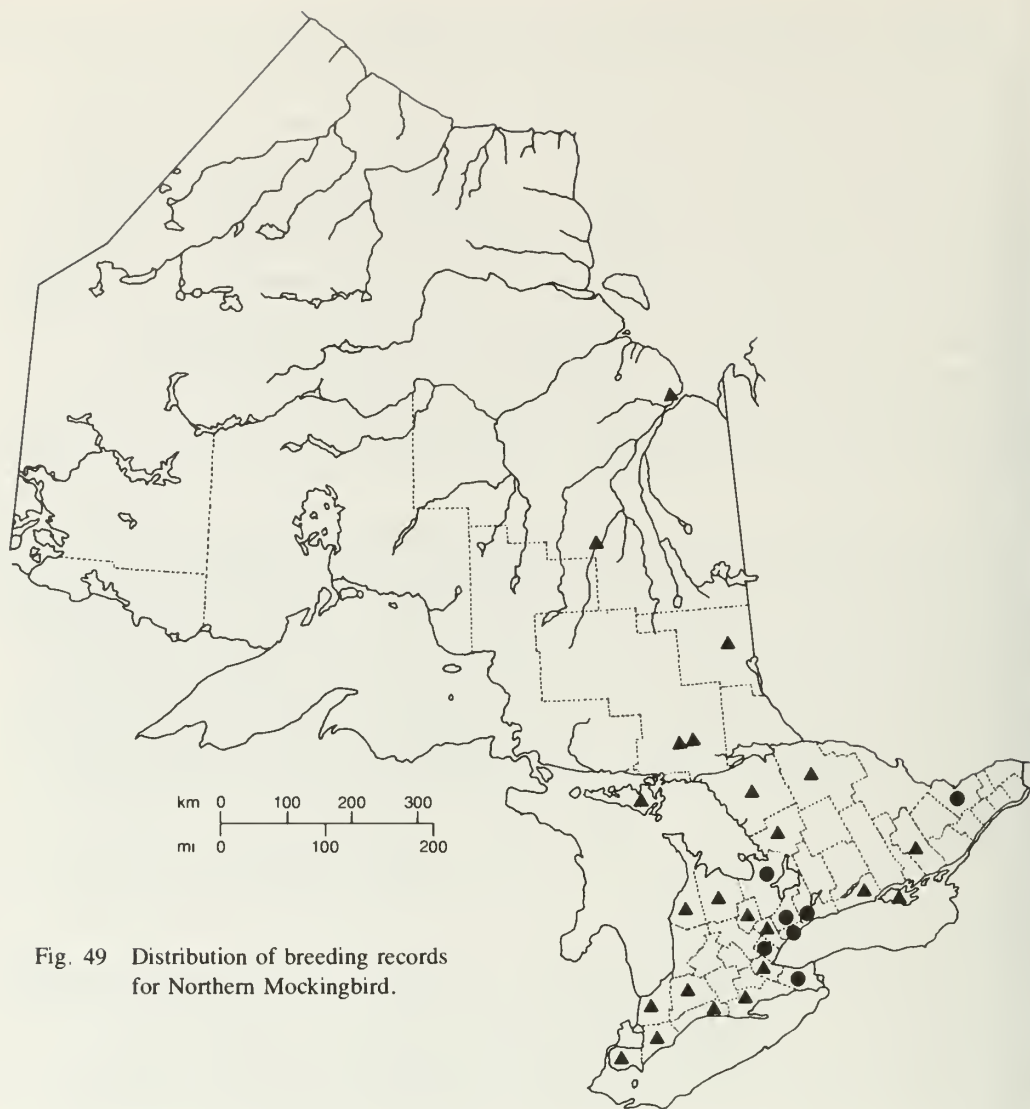 km 0 100 200 300
mi 0 100 200
Fig. 49 Distribution of breeding records
for Northern Mockingbird.